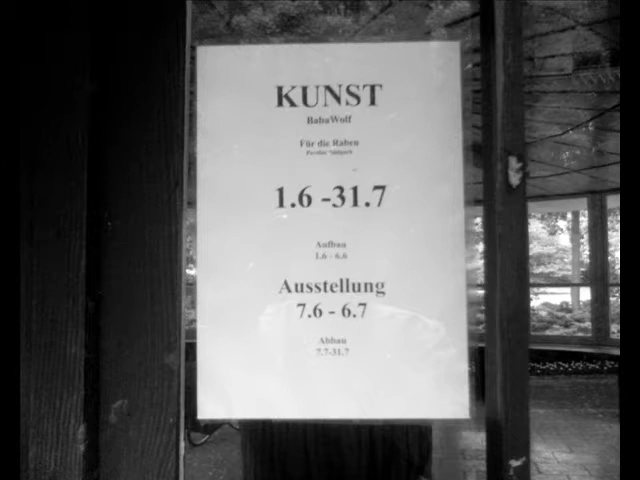 KUNST
BabaWolf
Für die Raben
1.6 -31.7
Aufbau
1.6 - 6.6
Ausstellung
7.6 - 6.7
Abbau
7.7-31.7